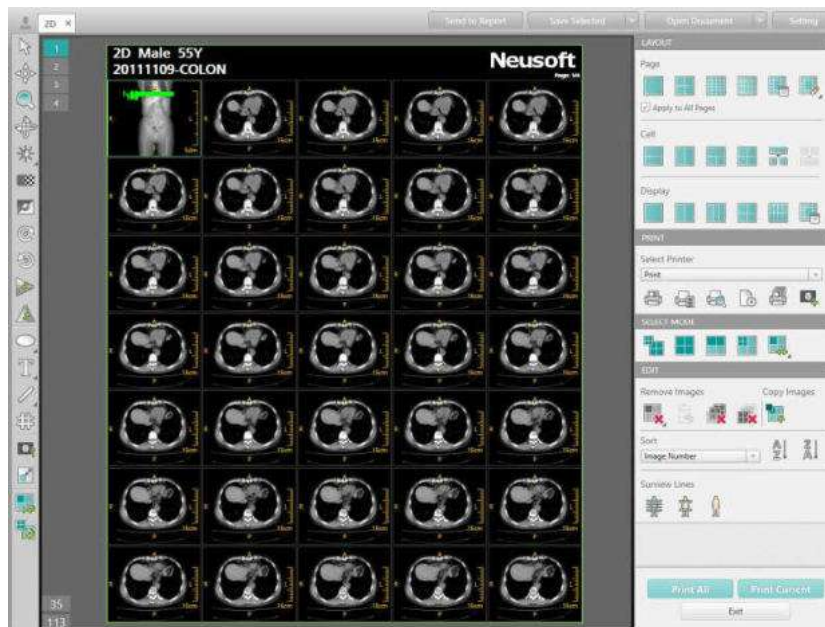 2D
Send to Report
Save Selected
Open Document
Setting
1
2
3
4
2D Male 55Y
20111109-COLON
Neusoft
LAYOUT
Page
Apply to All Pages
Cell
Display
PRINT
Select Printer
Print
SELECT MODE
EDIT
Remove Images
Copy Images
Sort
Image Number
Surview Lines
Print All
Print Current
Exit
35
113